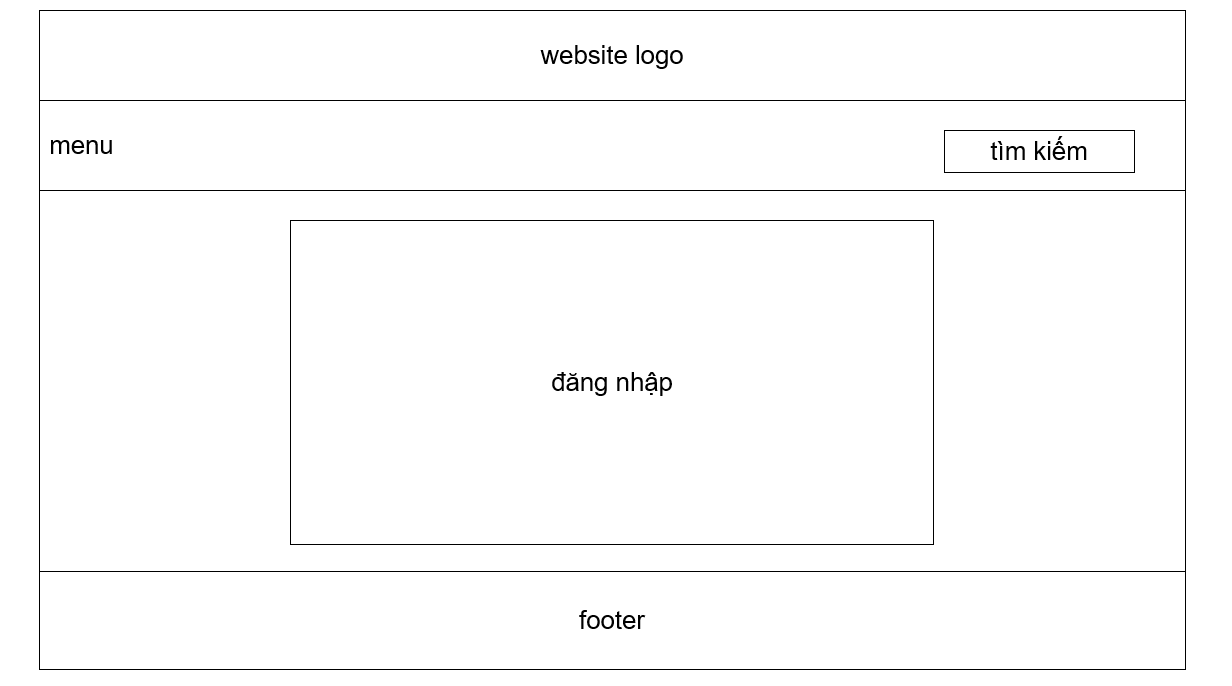 website logo
menu
tìm kiếm
đăng nhập
footer